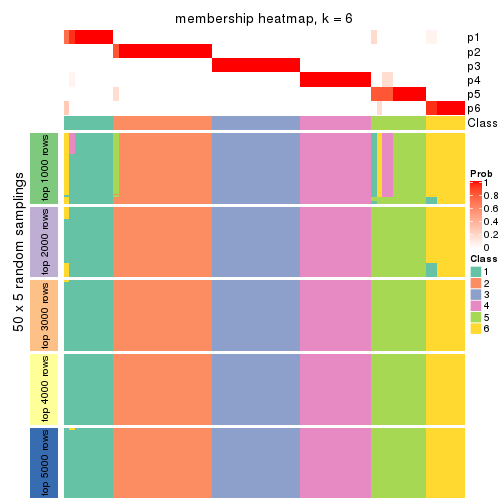 membership heatmap, k = 6
p1
p2
p3
p4
p5
p6
Class
50 x 5 random samplings
top 1000 rows
top 2000 rows
top 3000 rows
top 4000 rows
top 5000 rows
Prob
1
0.8
0.6
0.4
0.2
0
Class
1
2
3
4
5
6